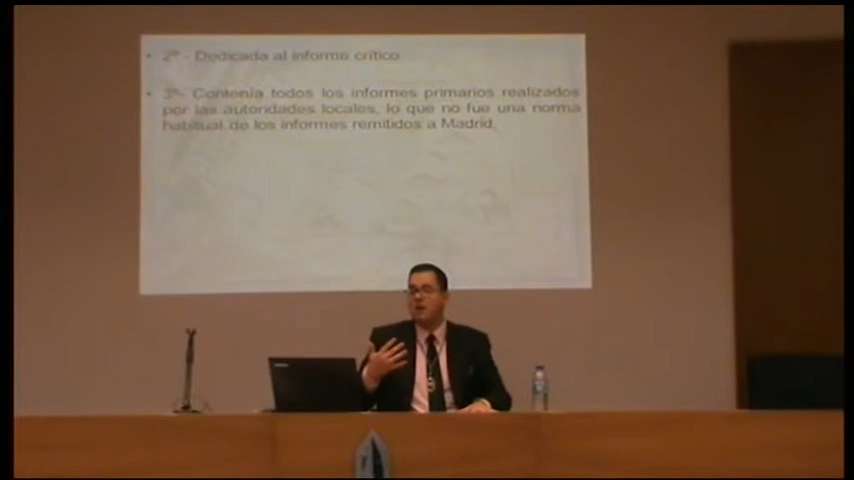 • 2ª - Dedicada al informe crítico
• 3ª- Contenía todos los informes primarios realizados
por las autoridades locales, lo que no fue una norma
habitual de los informes remitidos a Madrid.